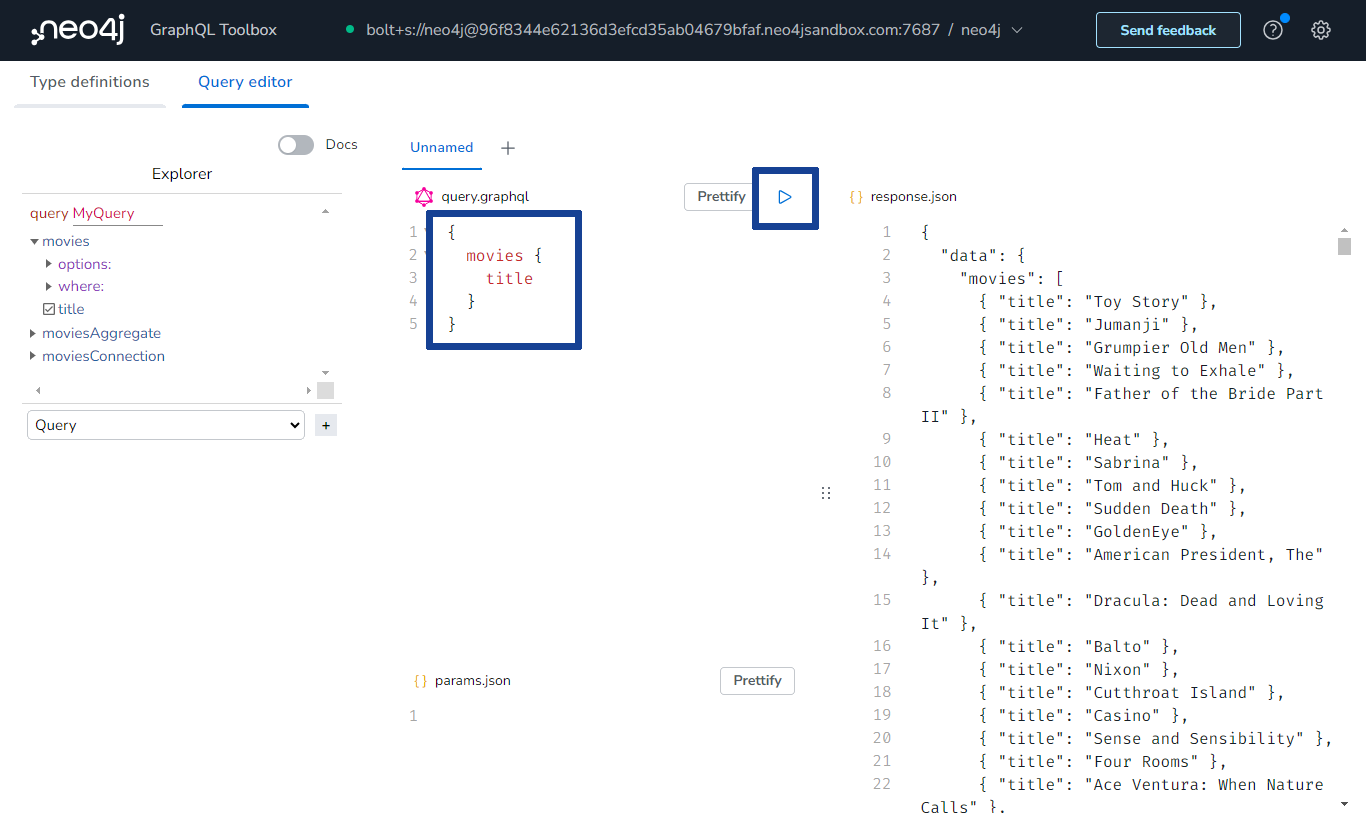 neo4j GraphQL Toolbox bolt+s://neo4j@96f8344e62136d3efcd35ab04679bfaf.neo4jsandbox.com:7687 / neo4j Send feedback ?
Type definitions Query editor
Docs
Explorer
query MyQuery
movies
options:
where:
title
moviesAggregate
moviesConnection
Query +
Unnamed +
query.graphql Prettify
1 {
2 movies {
3 title
4 }
5 }
params.json Prettify
1
{} response.json
1 {
2 "data": {
3 "movies": [
4 { "title": "Toy Story" },
5 { "title": "Jumanji" },
6 { "title": "Grumpier Old Men" },
7 { "title": "Waiting to Exhale" },
8 { "title": "Father of the Bride Part
II" },
9 { "title": "Heat" },
10 { "title": "Sabrina" },
11 { "title": "Tom and Huck" },
12 { "title": "Sudden Death" },
13 { "title": "GoldenEye" },
14 { "title": "American President, The"
},
15 { "title": "Dracula: Dead and Loving
It" },
16 { "title": "Balto" },
17 { "title": "Nixon" },
18 { "title": "Cutthroat Island" },
19 { "title": "Casino" },
20 { "title": "Sense and Sensibility" },
21 { "title": "Four Rooms" },
22 { "title": "Ace Ventura: When Nature
Calls" },